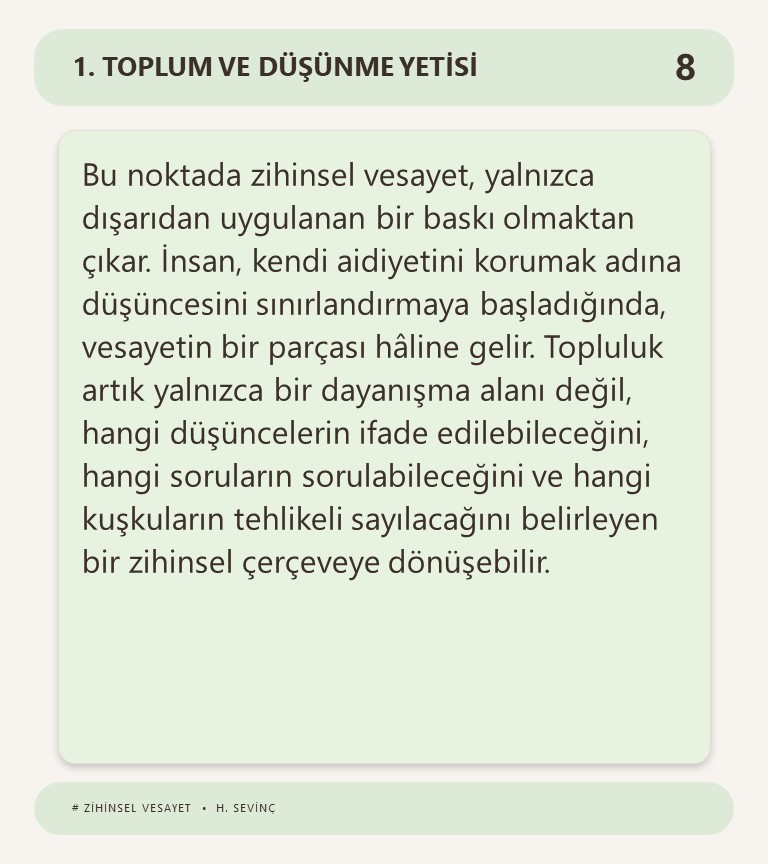 1. TOPLUM VE DÜŞÜNME YETİSİ
8
Bu noktada zihinsel vesayet, yalnızca
dışarıdan uygulanan bir baskı olmaktan
çıkar. İnsan, kendi aidiyetini korumak adına
düşüncesini sınırlandırmaya başladığında,
vesayetin bir parçası hâline gelir. Topluluk
artık yalnızca bir dayanışma alanı değil,
hangi düşüncelerin ifade edilebileceğini,
hangi soruların sorulabileceğini ve hangi
kuşkuların tehlikeli sayılacağını belirleyen
bir zihinsel çerçeveye dönüşebilir.
# ZİHİNSEL VESAYET • H. SEVİNÇ